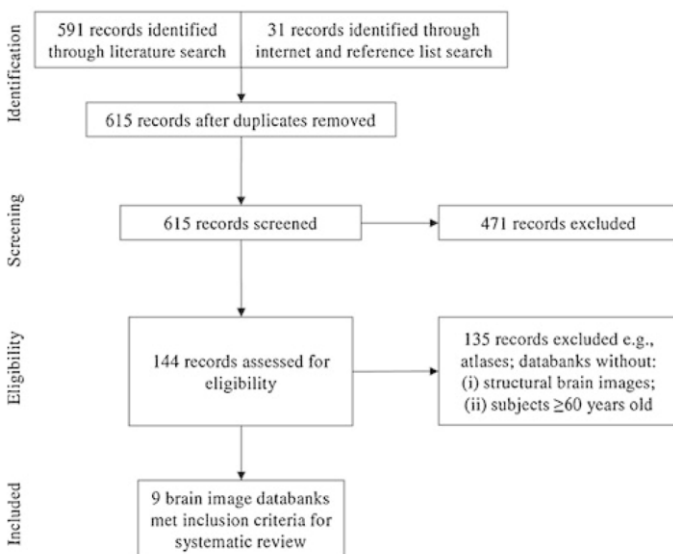 Identification
591 records identified
through literature search
31 records identified through
internet and reference list search
615 records after duplicates removed
Screening
615 records screened
471 records excluded
Eligibility
144 records assessed for
eligibility
135 records excluded e.g.,
atlases; databanks without:
(i) structural brain images;
(ii) subjects ≥60 years old
Included
9 brain image databanks
met inclusion criteria for
systematic review